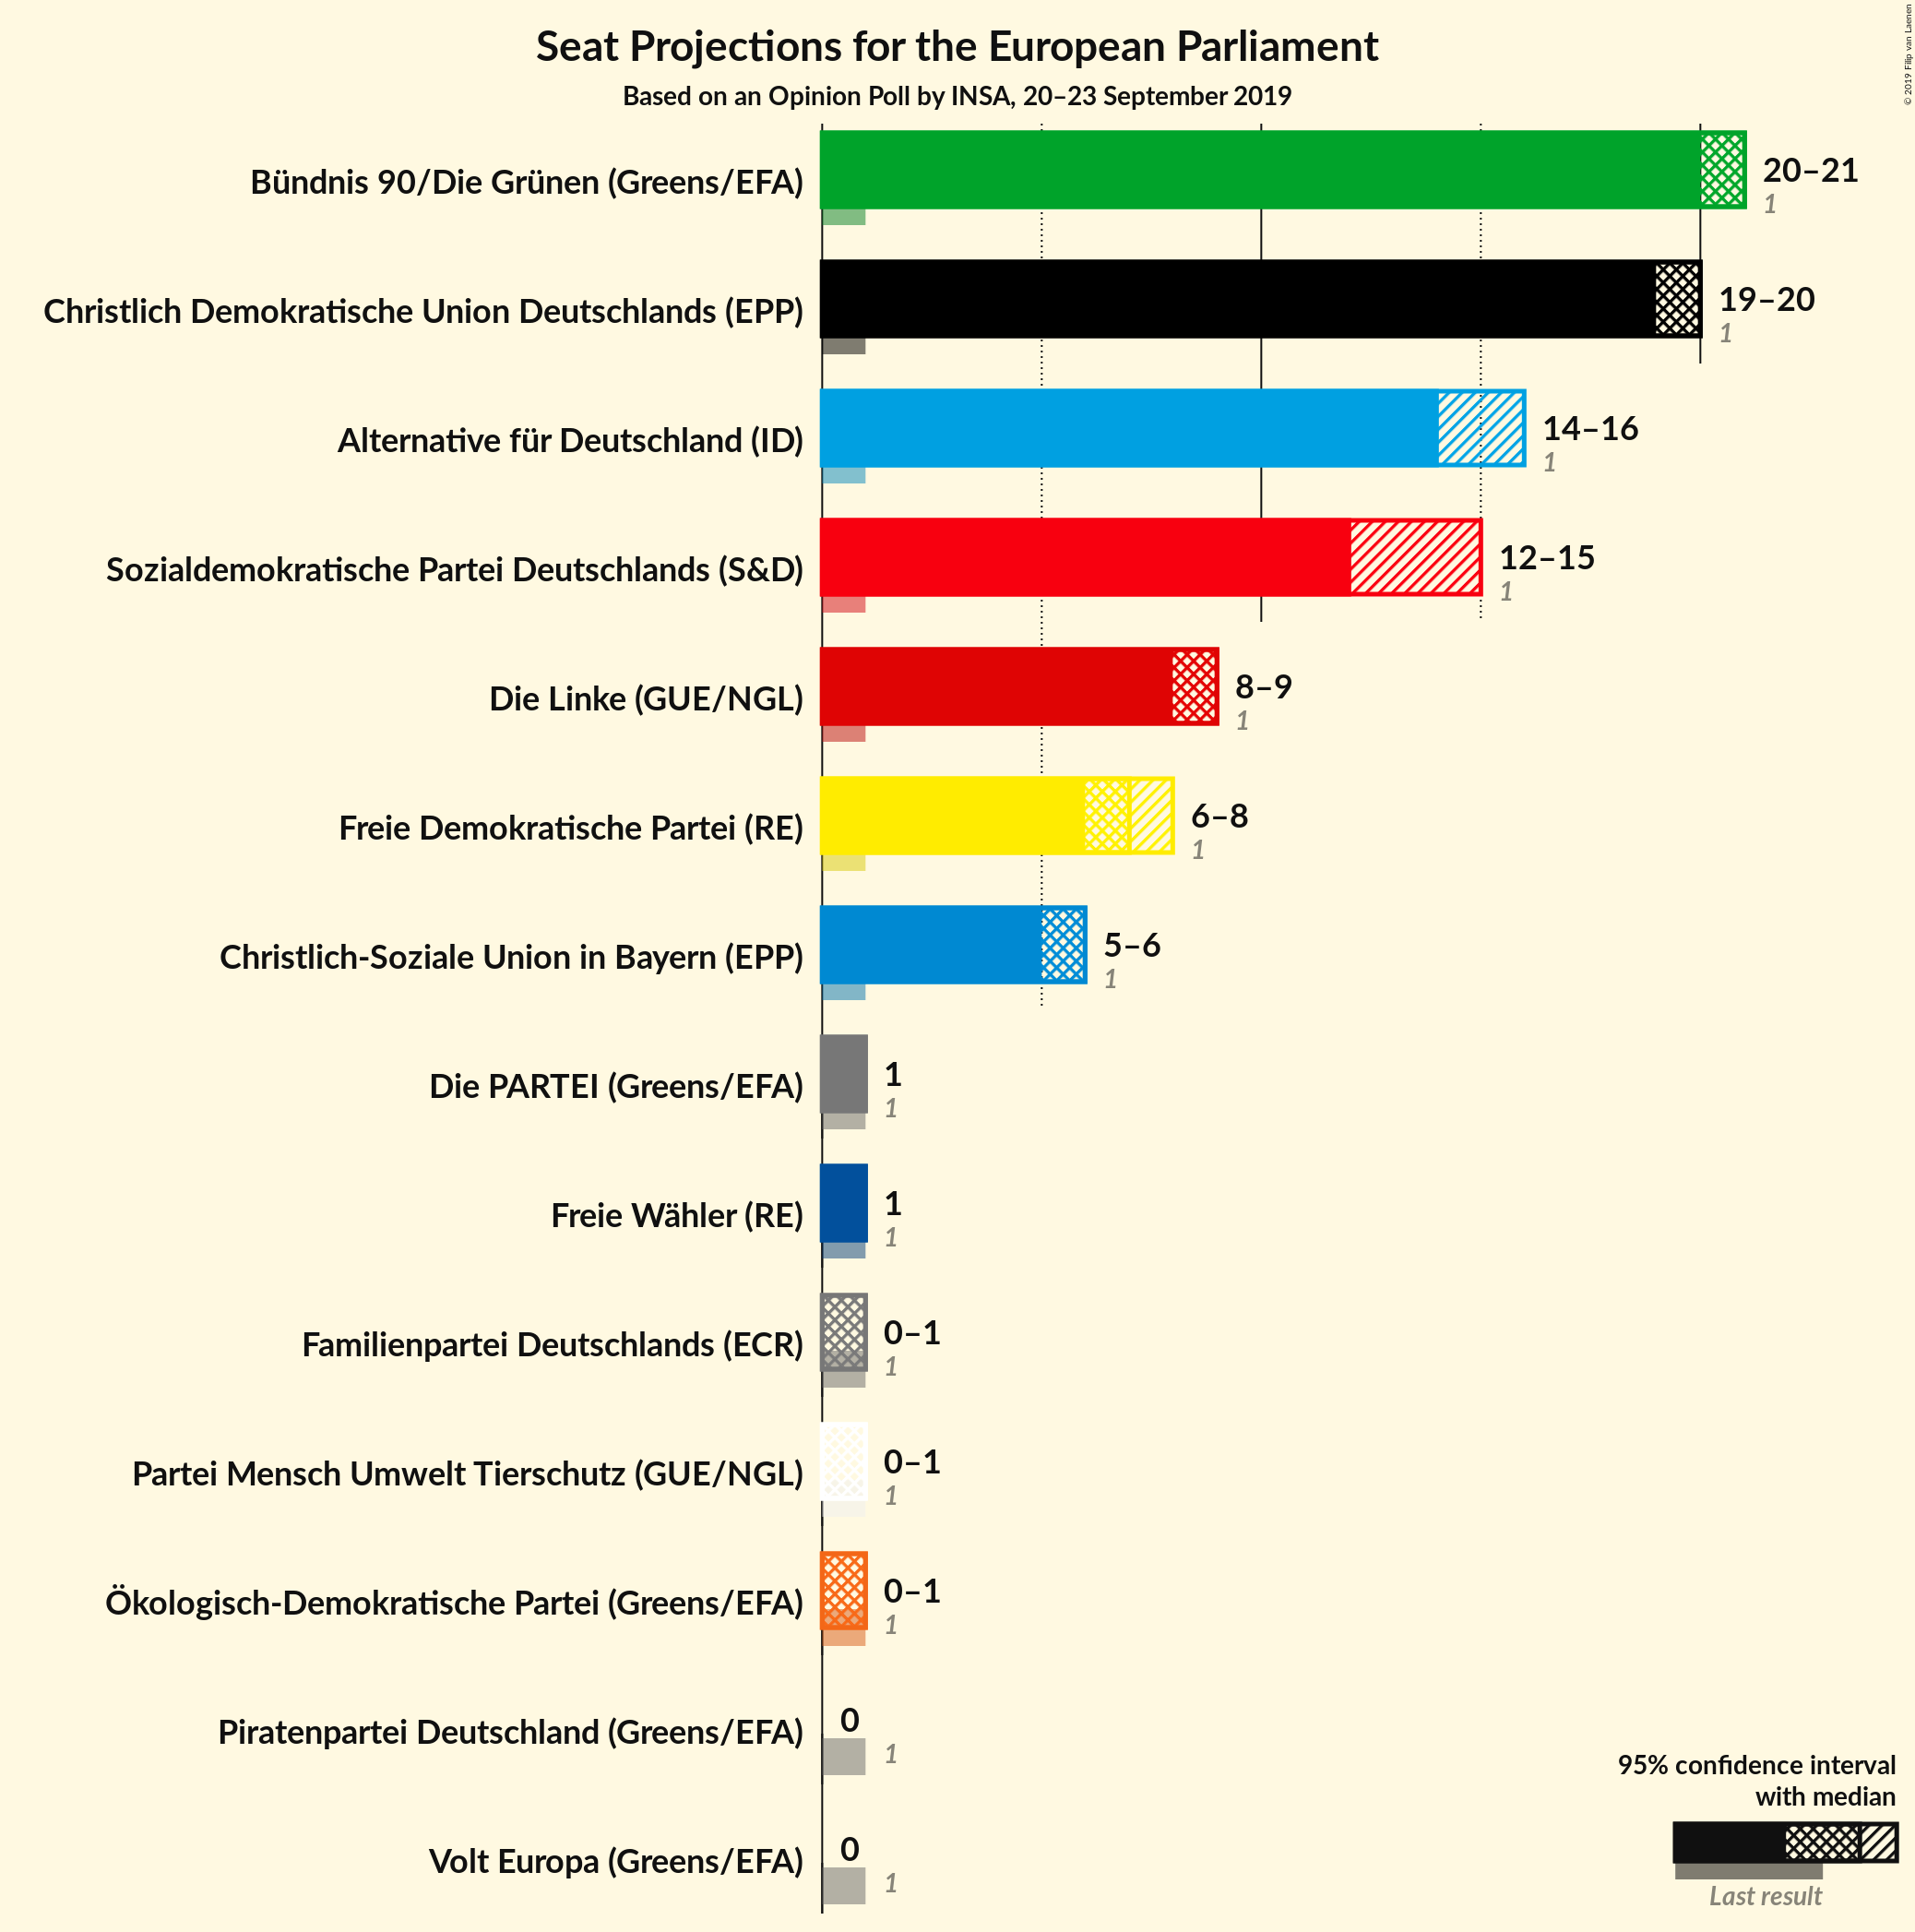 Seat Projections for the European Parliament
Based on an Opinion Poll by INSA, 20–23 September 2019
© 2019 Filip van Laenen
Bündnis 90/Die Grünen (Greens/EFA)
20–21
1
Christlich Demokratische Union Deutschlands (EPP)
19–20
1
Alternative für Deutschland (ID)
14–16
1
Sozialdemokratische Partei Deutschlands (S&D)
12–15
1
Die Linke (GUE/NGL)
8–9
1
Freie Demokratische Partei (RE)
6–8
1
Christlich-Soziale Union in Bayern (EPP)
5–6
1
Die PARTEI (Greens/EFA)
1
1
Freie Wähler (RE)
1
1
Familienpartei Deutschlands (ECR)
0–1
1
Partei Mensch Umwelt Tierschutz (GUE/NGL)
0–1
1
Ökologisch-Demokratische Partei (Greens/EFA)
0–1
1
Piratenpartei Deutschland (Greens/EFA)
0
1
Volt Europa (Greens/EFA)
0
1
95% confidence interval
with median
Last result